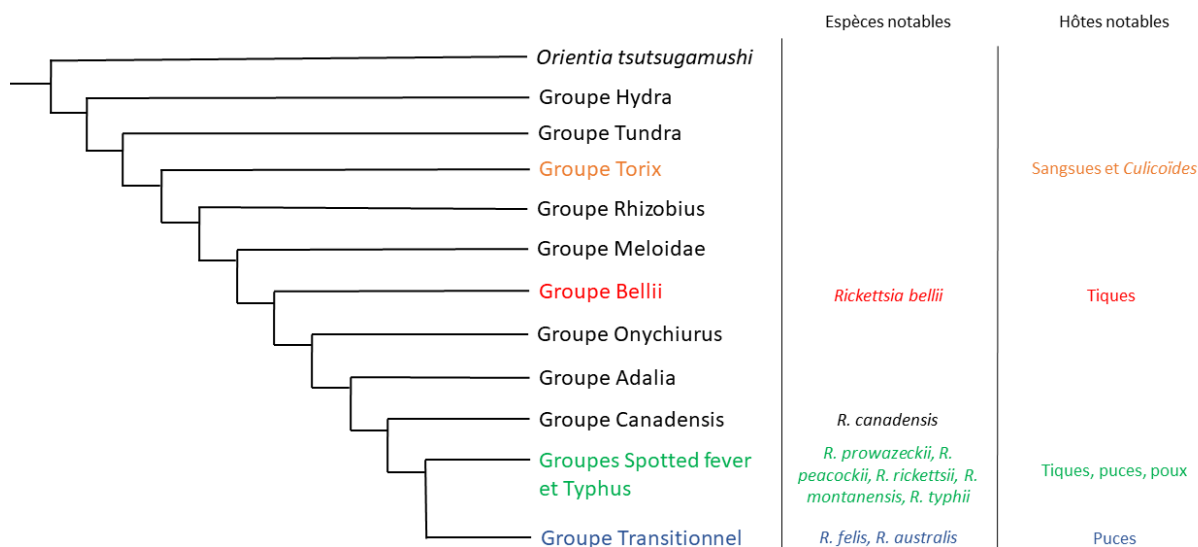 Espèces notables
Hôtes notables
Orientia tsutsugamushi
Groupe Hydra
Groupe Tundra
Groupe Torix
Sangsues et Culicoïdes
Groupe Rhizobius
Groupe Meloidae
Groupe Bellii
Rickettsia bellii
Tiques
Groupe Onychiurus
Groupe Adalia
Groupe Canadensis
R. canadensis
Groupes Spotted fever
et Typhus
R. prowazeckii, R.
peacockii, R. rickettsii, R.
montanensis, R. typhii
Tiques, puces, poux
Groupe Transitionnel
R. felis, R. australis
Puces